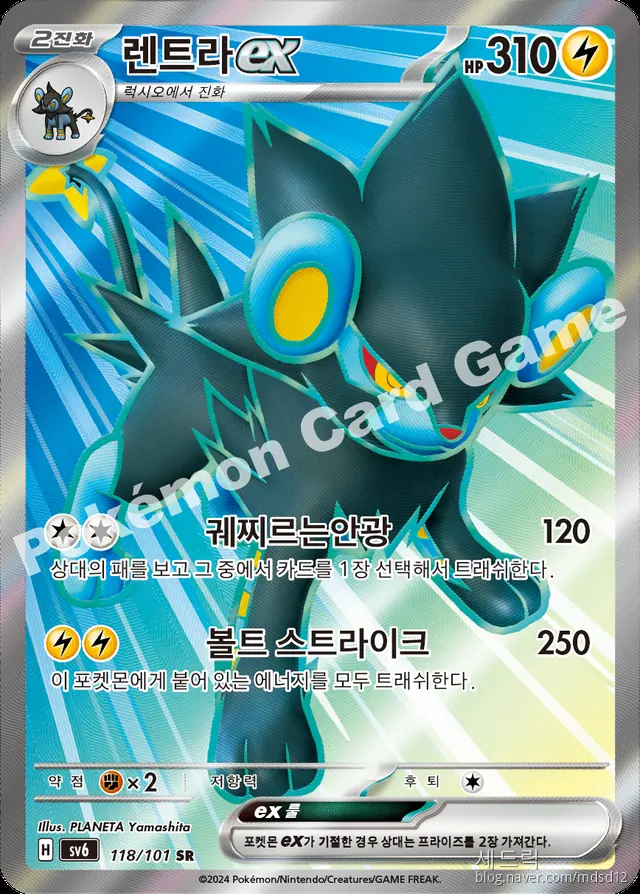 2진화
렌트라 ex
HP 310
럭시오에서 진화
Pokémon Card Game
궤찌르는안광 120
상대의 패를 보고 그 중에서 카드를 1장 선택해서 트래쉬한다.
볼트 스트라이크 250
이 포켓몬에게 붙어 있는 에너지를 모두 트래쉬한다.
약점 ×2 저항력 후퇴
ex 룰
포켓몬 ex가 기절한 경우 상대는 프라이즈를 2장 가져간다.
Illus. PLANETA Yamashita
H sv6 118/101 SR
©2024 Pokémon/Nintendo/Creatures/GAME FREAK.
세드릭
blog.naver.com/mdsd12